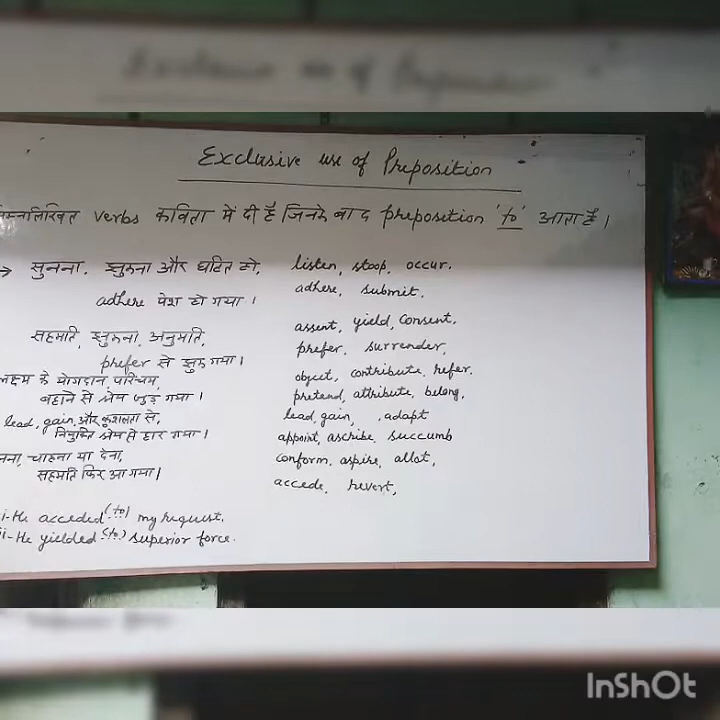 Exclusive use of Preposition
निम्नलिखित verbs कविता में दी है जिनके बाद preposition 'to' आता है।
→ सुनना, झुकना और घटित हो, listen, stoop, occur.
adhere पेश हो गया। adhere, submit.
सहमति, झुकना, अनुमति, assent, yield, consent.
prefer से झुक गया। prefer, surrender,
के योगदान, परिचय, object, contribute, refer.
बहाने से प्रेम जुड़ गया। pretend, attribute, belong,
lead, gain, और कुशलता से, lead, gain, , adapt
नियुक्ति प्रेम से हार गया। appoint, ascribe, succumb
चाहना या देना, conform, aspire, allot,
सहमति फिर आ गया। accede, revert,
i- He acceded (to) my request.
ii- He yielded (to) superior force.
InShOt